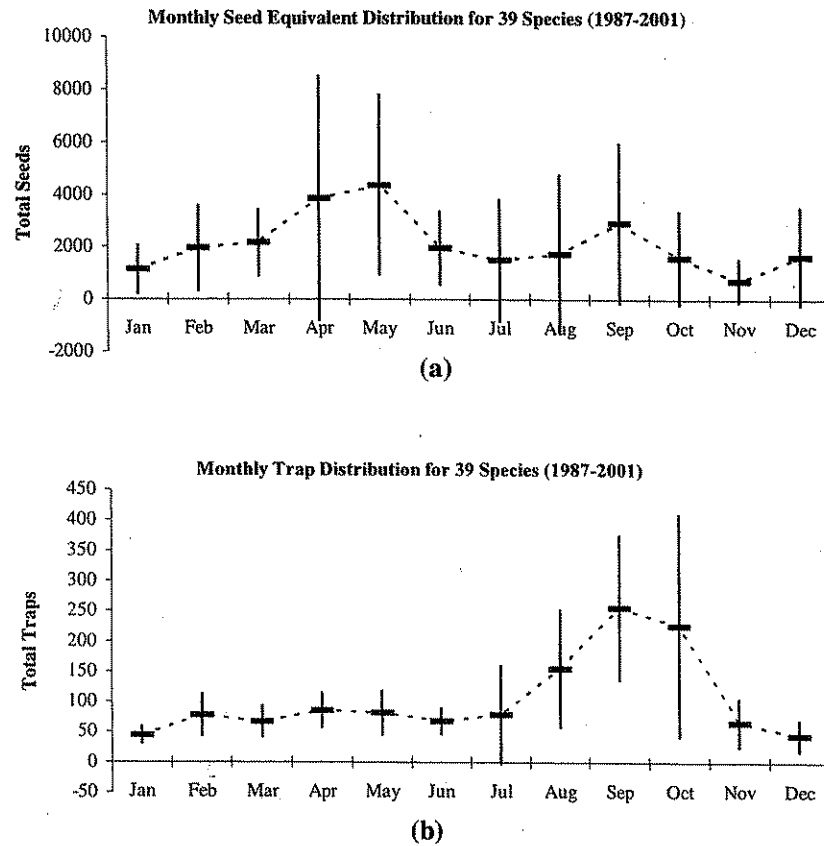 Monthly Seed Equivalent Distribution for 39 Species (1987-2001)
Total Seeds
10000
8000
6000
4000
2000
0
-2000
Jan Feb Mar Apr May Jun Jul Aug Sep Oct Nov Dec
(a)
Monthly Trap Distribution for 39 Species (1987-2001)
Total Traps
450
400
350
300
250
200
150
100
50
0
-50
Jan Feb Mar Apr May Jun Jul Aug Sep Oct Nov Dec
(b)